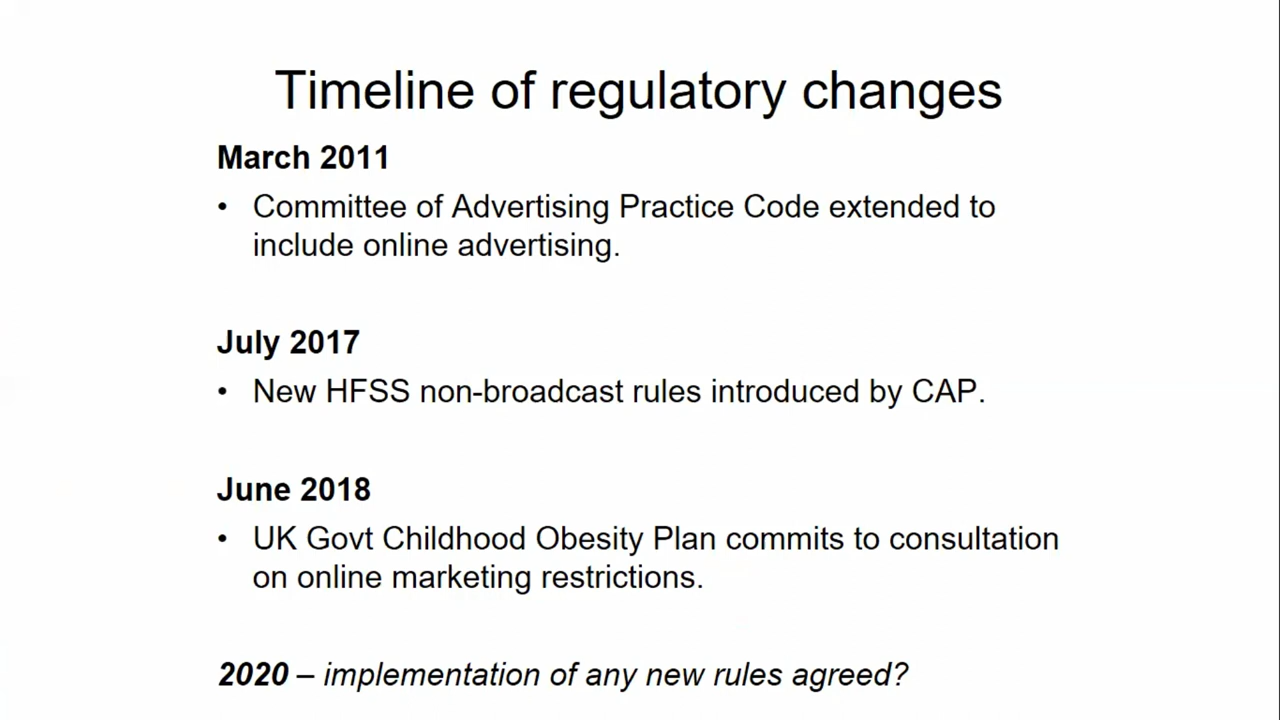 Timeline of regulatory changes
March 2011
• Committee of Advertising Practice Code extended to
include online advertising.
July 2017
• New HFSS non-broadcast rules introduced by CAP.
June 2018
• UK Govt Childhood Obesity Plan commits to consultation
on online marketing restrictions.
2020 – implementation of any new rules agreed?